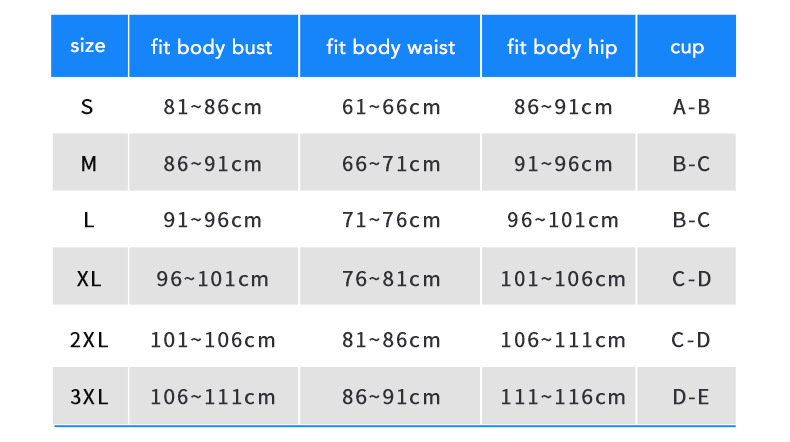 size fit body bust fit body waist fit body hip cup
S 81~86cm 61~66cm 86~91cm A-B
M 86~91cm 66~71cm 91~96cm B-C
L 91~96cm 71~76cm 96~101cm B-C
XL 96~101cm 76~81cm 101~106cm C-D
2XL 101~106cm 81~86cm 106~111cm C-D
3XL 106~111cm 86~91cm 111~116cm D-E